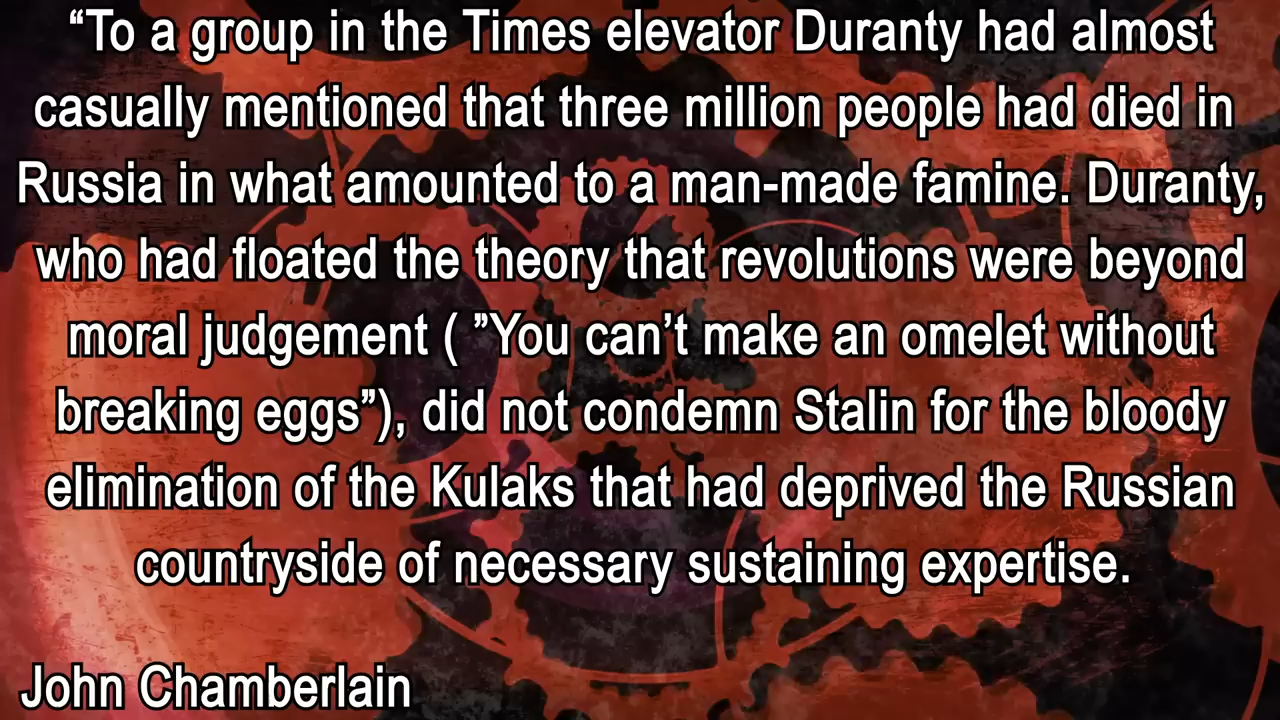 “To a group in the Times elevator Duranty had almost
casually mentioned that three million people had died in
Russia in what amounted to a man-made famine. Duranty,
who had floated the theory that revolutions were beyond
moral judgement ( ”You can’t make an omelet without
breaking eggs”), did not condemn Stalin for the bloody
elimination of the Kulaks that had deprived the Russian
countryside of necessary sustaining expertise.
John Chamberlain